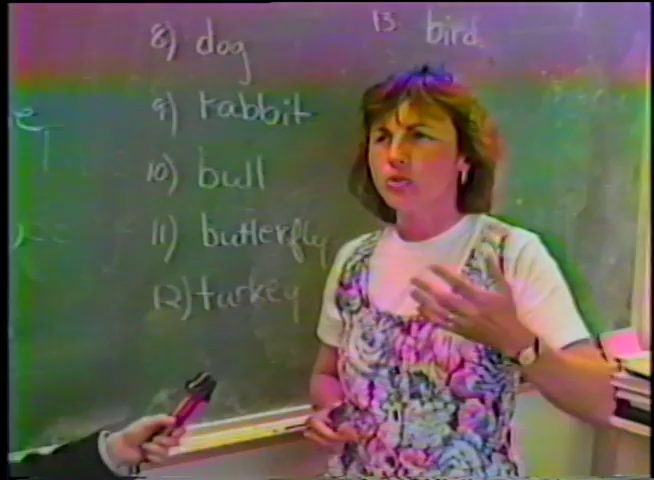 8) dog
9) rabbit
10) bull
11) butterfly
12) turkey
13 bird